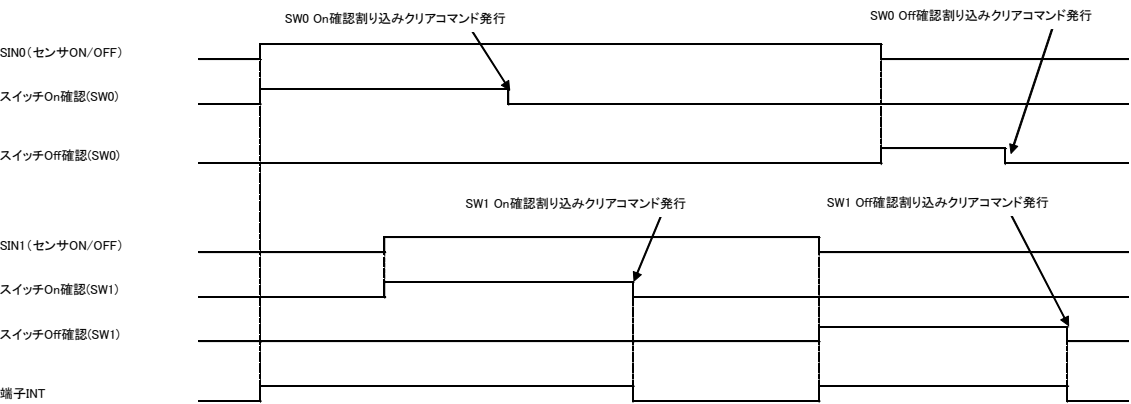 SW0 On確認割り込みクリアコマンド発行
SW0 Off確認割り込みクリアコマンド発行
SIN0(センサON/OFF)
スイッチOn確認(SW0)
スイッチOff確認(SW0)
SW1 On確認割り込みクリアコマンド発行
SW1 Off確認割り込みクリアコマンド発行
SIN1(センサON/OFF)
スイッチOn確認(SW1)
スイッチOff確認(SW1)
端子INT